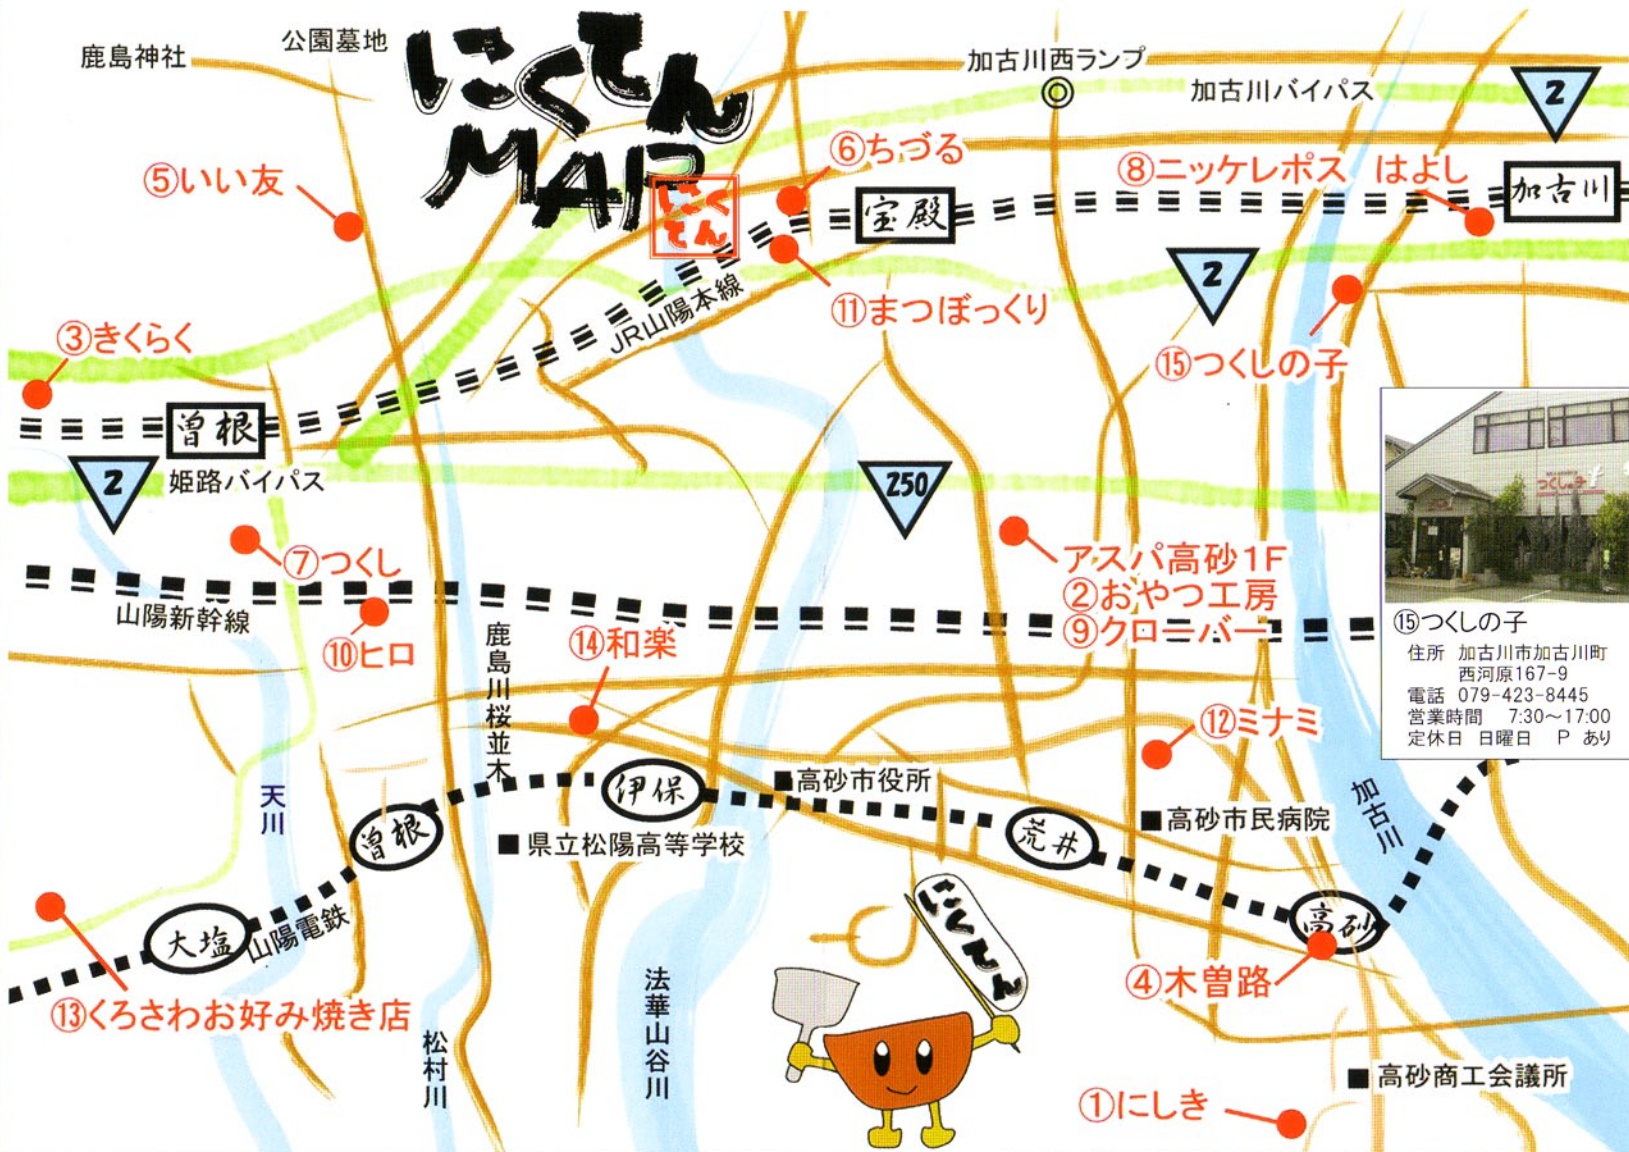 鹿島神社
公園墓地
にくてん
MAP
にく
てん
加古川西ランプ
加古川バイパス
2
⑤いい友
⑥ちづる
⑧ニッケレポス はよし
宝殿
加古川
2
JR山陽本線
⑪まつぼっくり
③きくらく
⑮つくしの子
曽根
2
姫路バイパス
250
つくしの子
⑦つくし
アスパ高砂1F
②おやつ工房
⑨クローバー
山陽新幹線
⑩ヒロ
鹿島川桜並木
⑭和楽
⑮つくしの子
住所 加古川市加古川町
西河原167-9
電話 079-423-8445
営業時間 7:30～17:00
定休日 日曜日 P あり
⑫ミナミ
天川
伊保
■高砂市役所
加古川
曽根
■県立松陽高等学校
荒井
■高砂市民病院
大塩
山陽電鉄
にくてん
高砂
④木曽路
⑬くろさわお好み焼き店
松村川
法華山谷川
■高砂商工会議所
①にしき